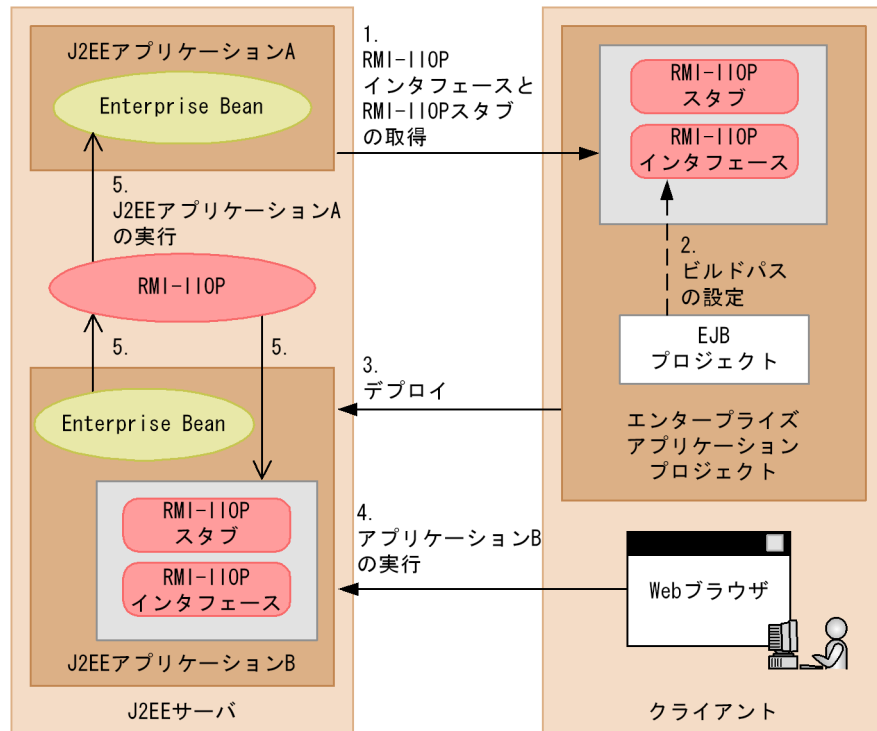 J2EEアプリケーションA
Enterprise Bean
5.
J2EEアプリケーションA
の実行
RMI-IIOP
5.
5.
Enterprise Bean
RMI-IIOP
スタブ
RMI-IIOP
インタフェース
J2EEアプリケーションB
J2EEサーバ
1.
RMI-IIOP
インタフェースと
RMI-IIOPスタブ
の取得
3.
デプロイ
4.
アプリケーションB
の実行
RMI-IIOP
スタブ
RMI-IIOP
インタフェース
2.
ビルドパス
の設定
EJB
プロジェクト
エンタープライズ
アプリケーション
プロジェクト
Webブラウザ
クライアント